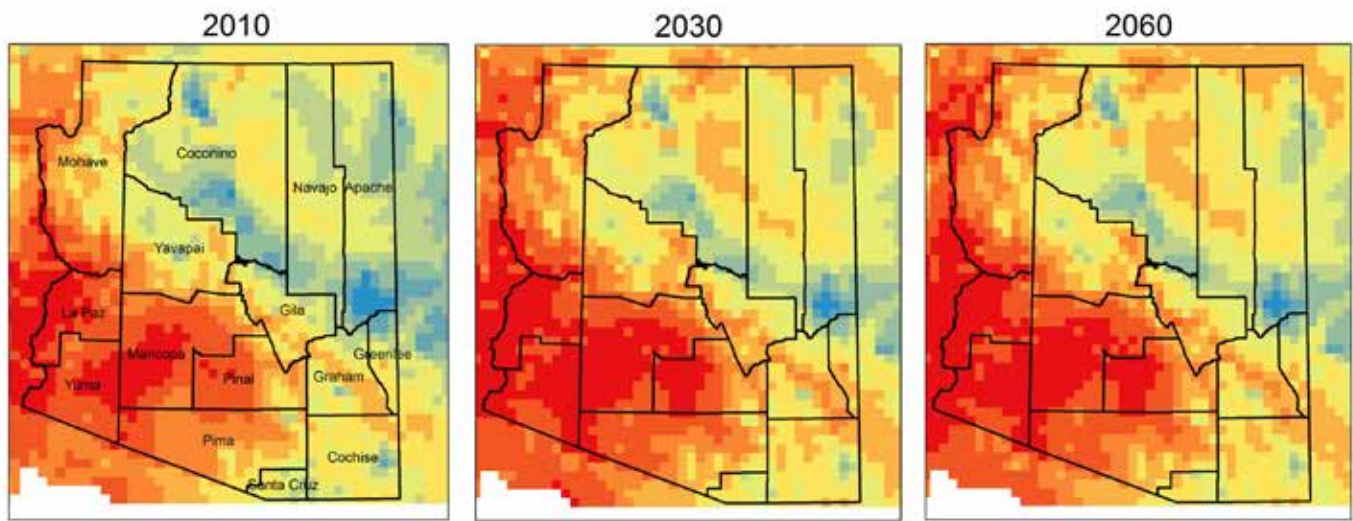 2010 2030 2060
Mohave Coconino Navajo Apache
Yavapai
La Paz Gila
Maricopa Greenlee
Yuma Pinal Graham
Pima
Cochise
Santa Cruz